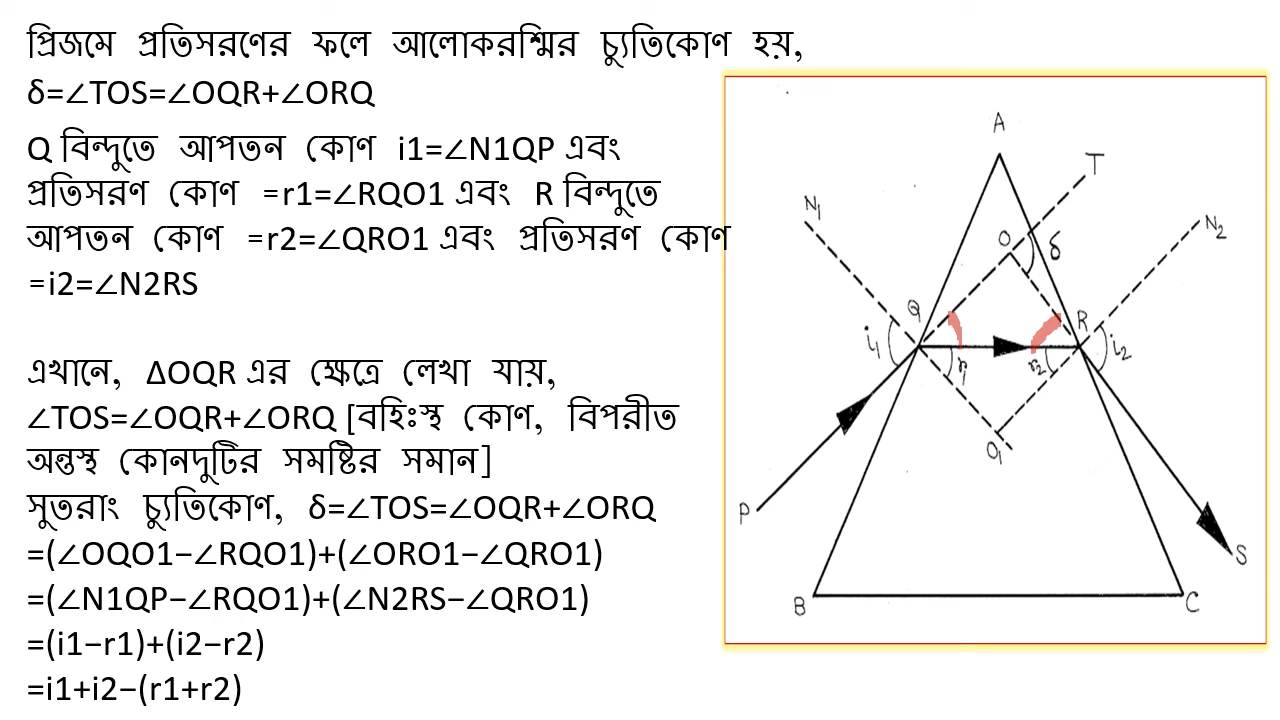 প্রিজমে প্রতিসরণের ফলে আলোকরশ্মির চ্যুতিকোণ হয়,
δ=∠TOS=∠OQR+∠ORQ
Q বিন্দুতে আপতন কোণ i1=∠N1QP এবং
প্রতিসরণ কোণ =r1=∠RQO1 এবং R বিন্দুতে
আপতন কোণ =r2=∠QRO1 এবং প্রতিসরণ কোণ
=i2=∠N2RS
এখানে, ΔOQR এর ক্ষেত্রে লেখা যায়,
∠TOS=∠OQR+∠ORQ [বহিঃস্থ কোণ, বিপরীত
অন্তস্থ কোনদুটির সমষ্টির সমান]
সুতরাং চ্যুতিকোণ, δ=∠TOS=∠OQR+∠ORQ
=(∠OQO1−∠RQO1)+(∠ORO1−∠QRO1)
=(∠N1QP−∠RQO1)+(∠N2RS−∠QRO1)
=(i1−r1)+(i2−r2)
=i1+i2−(r1+r2)
A
T
N₁
N₂
O
δ
Q
R
i₁
r₁
r₂
i₂
O₁
P
S
B
C